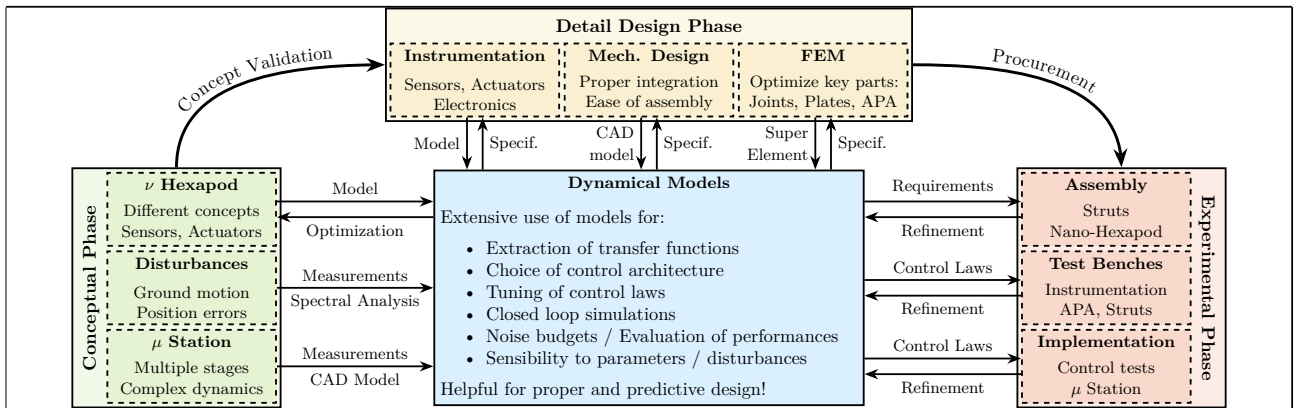 Detail Design Phase
Instrumentation
Sensors, Actuators
Electronics
Mech. Design
Proper integration
Ease of assembly
FEM
Optimize key parts:
Joints, Plates, APA
Concept Validation
Procurement
Model
Specif.
CAD
model
Specif.
Super
Element
Specif.
Conceptual Phase
ν Hexapod
Different concepts
Sensors, Actuators
Disturbances
Ground motion
Position errors
μ Station
Multiple stages
Complex dynamics
Model
Optimization
Measurements
Spectral Analysis
Measurements
CAD Model
Dynamical Models
Extensive use of models for:
• Extraction of transfer functions
• Choice of control architecture
• Tuning of control laws
• Closed loop simulations
• Noise budgets / Evaluation of performances
• Sensibility to parameters / disturbances
Helpful for proper and predictive design!
Requirements
Refinement
Control Laws
Refinement
Control Laws
Refinement
Assembly
Struts
Nano-Hexapod
Test Benches
Instrumentation
APA, Struts
Implementation
Control tests
μ Station
Experimental Phase